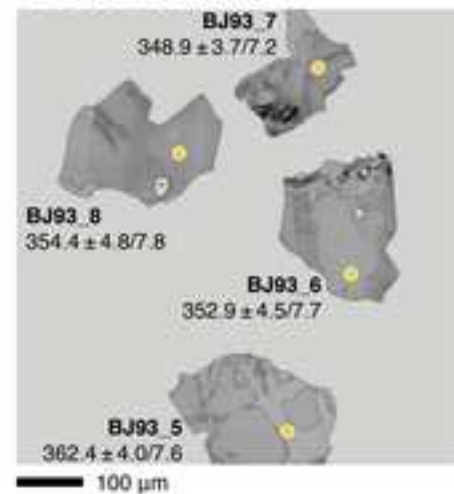 BJ93_7
348.9 ± 3.7/7.2
BJ93_8
354.4 ± 4.8/7.8
BJ93_6
352.9 ± 4.5/7.7
BJ93_5
362.4 ± 4.0/7.6
100 µm